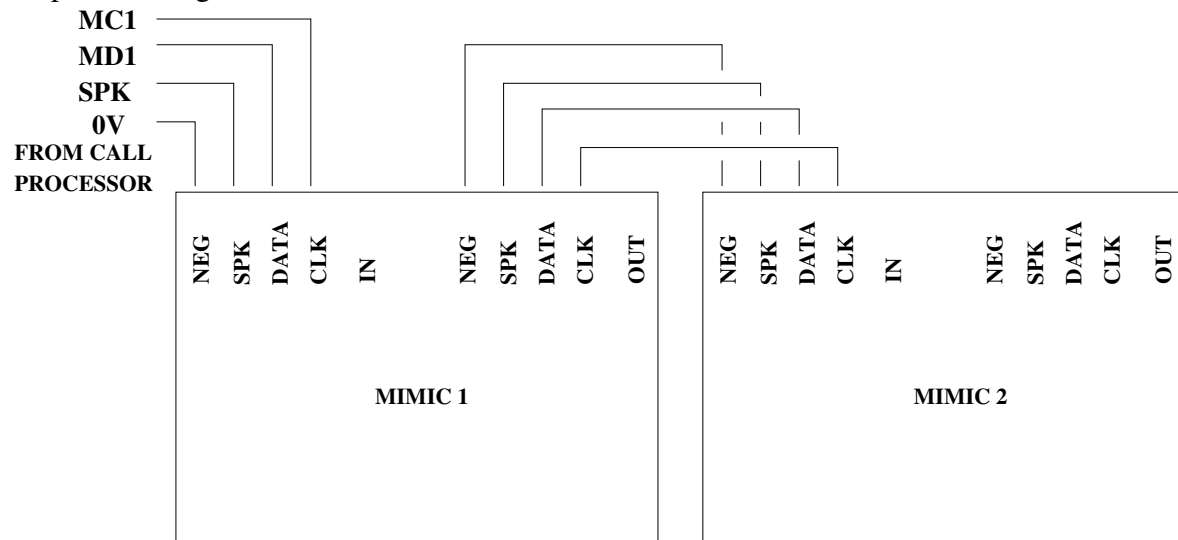 MC1
MD1
SPK
0V
FROM CALL
PROCESSOR
NEG SPK DATA CLK IN NEG SPK DATA CLK OUT
NEG SPK DATA CLK IN NEG SPK DATA CLK OUT
MIMIC 1
MIMIC 2